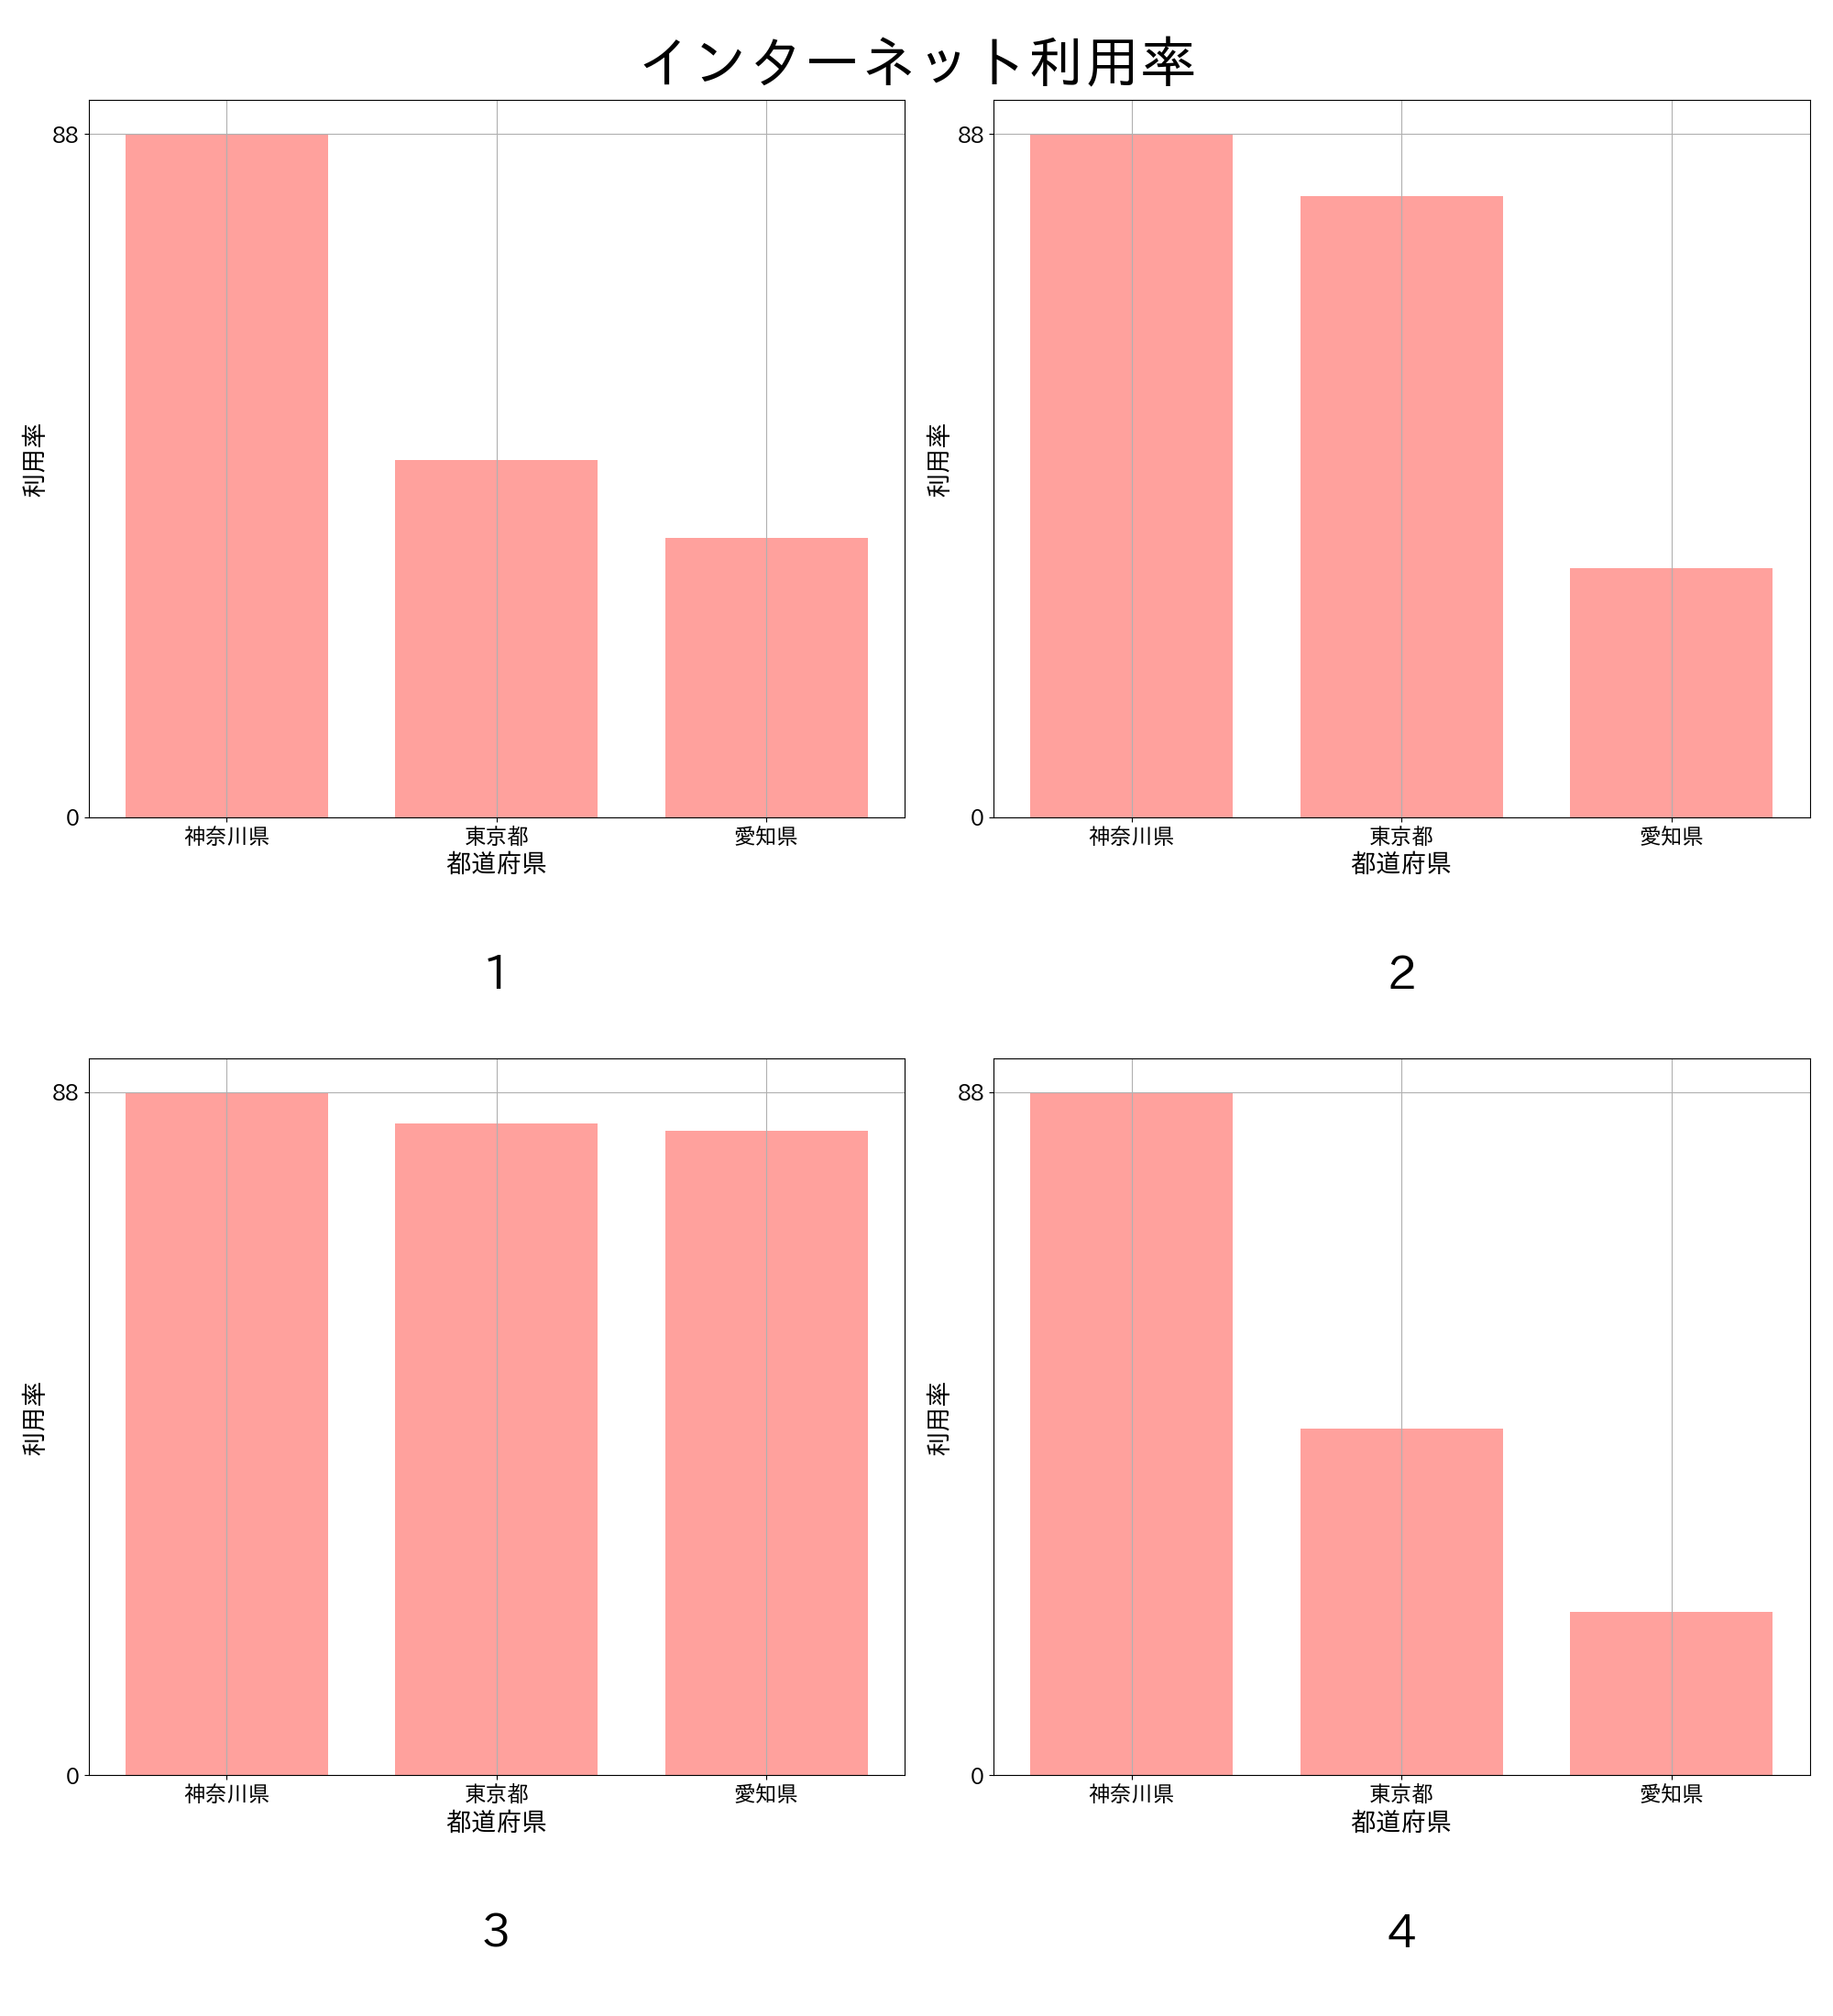 インターネット利用率
88
0
利用率
神奈川県 東京都 愛知県
都道府県
1
88
0
利用率
神奈川県 東京都 愛知県
都道府県
2
88
0
利用率
神奈川県 東京都 愛知県
都道府県
3
88
0
利用率
神奈川県 東京都 愛知県
都道府県
4